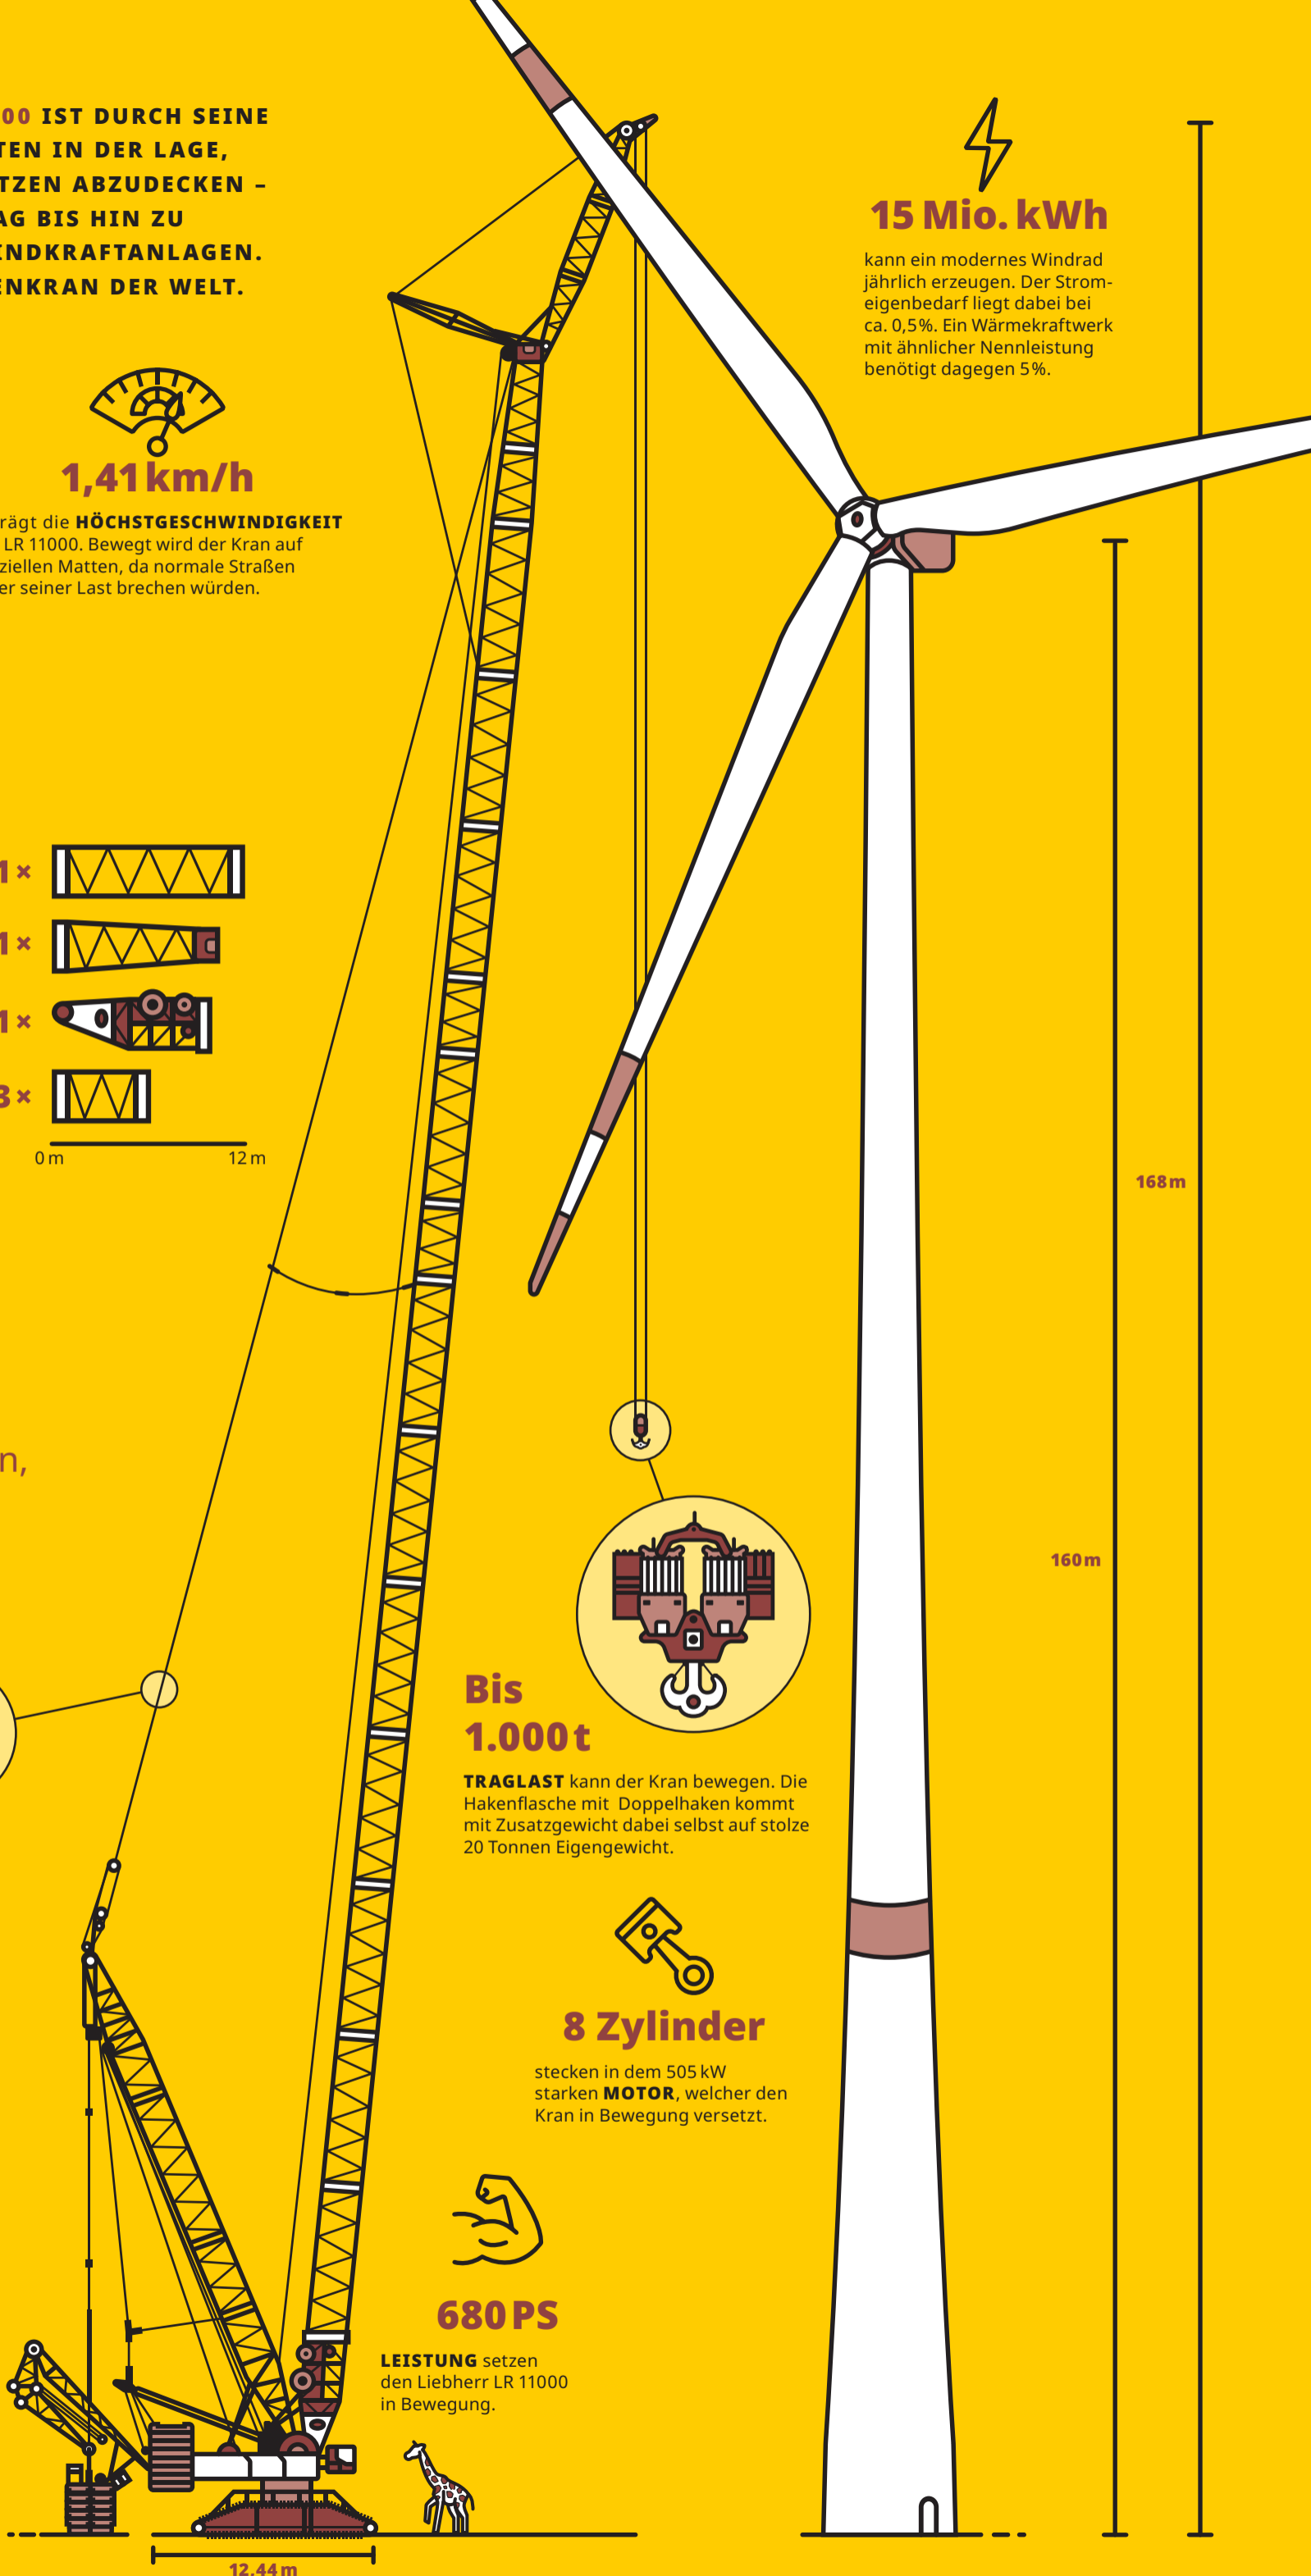 00 IST DURCH SEINE
TEN IN DER LAGE,
TZEN ABZUDECKEN –
AG BIS HIN ZU
INDKRAFTANLAGEN.
ENKRAN DER WELT.
15 Mio. kWh
kann ein modernes Windrad
jährlich erzeugen. Der Strom-
eigenbedarf liegt dabei bei
ca. 0,5%. Ein Wärmekraftwerk
mit ähnlicher Nennleistung
benötigt dagegen 5%.
1,41 km/h
rägt die HÖCHSTGESCHWINDIGKEIT
LR 11000. Bewegt wird der Kran auf
ziellen Matten, da normale Straßen
er seiner Last brechen würden.
1×
1×
1×
3×
0 m 12 m
168 m
n,
160 m
Bis
1.000 t
TRAGLAST kann der Kran bewegen. Die
Hakenflasche mit Doppelhaken kommt
mit Zusatzgewicht dabei selbst auf stolze
20 Tonnen Eigengewicht.
8 Zylinder
stecken in dem 505 kW
starken MOTOR, welcher den
Kran in Bewegung versetzt.
680 PS
LEISTUNG setzen
den Liebherr LR 11000
in Bewegung.
12,44 m